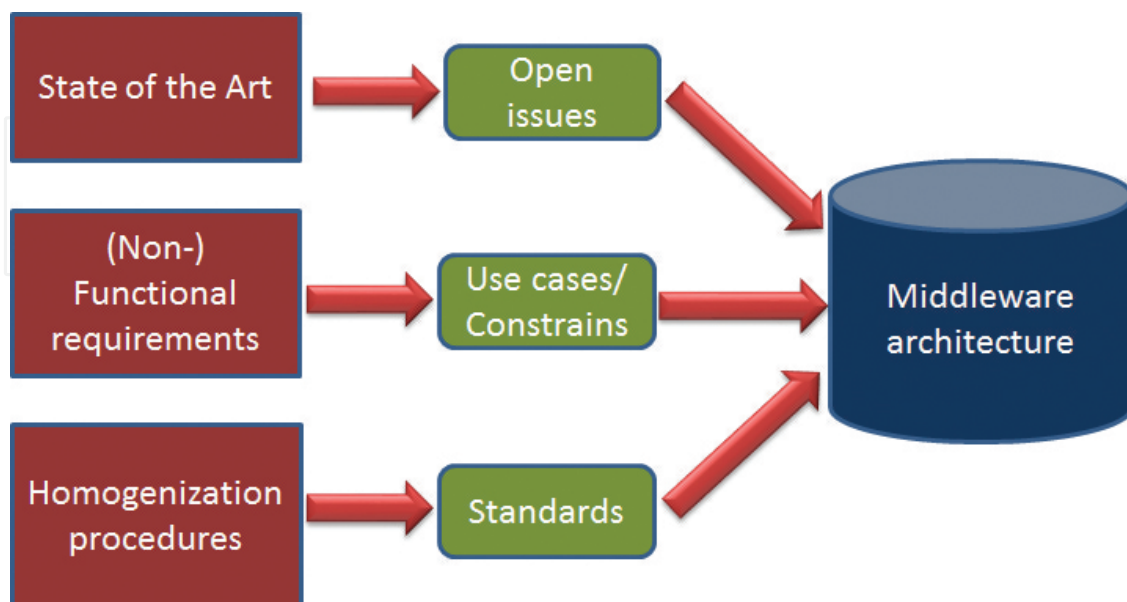 State of the Art
Open
issues
(Non-)
Functional
requirements
Use cases/
Constrains
Middleware
architecture
Homogenization
procedures
Standards